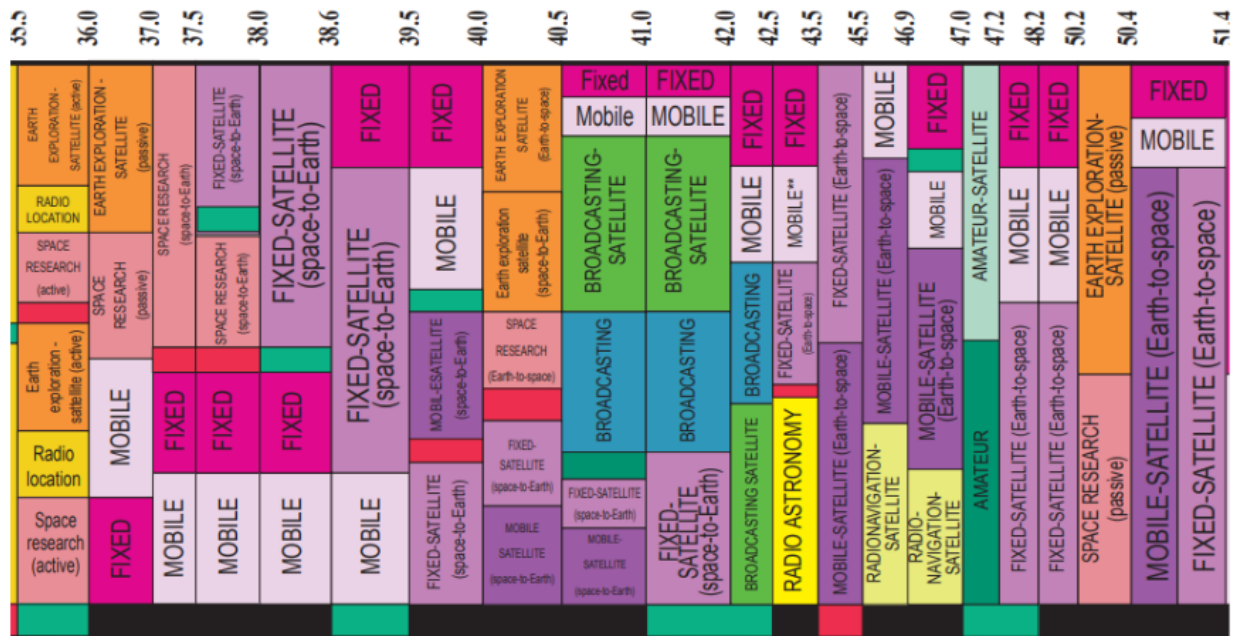 35.5
36.0
37.0
37.5
38.0
38.6
39.5
40.0
40.5
41.0
42.0
42.5
43.5
45.5
46.9
47.0
47.2
48.2
50.2
50.4
51.4
EARTH
EXPLORATION -
SATTELLITE (active)
RADIO
LOCATION
SPACE
RESEARCH
(active)
Earth
exploration -
sattellite (active)
Radio
location
Space
research
(active)
EARTH EXPLORATION -
SATELLITE
(passive)
SPACE
RESEARCH
(passive)
MOBILE
FIXED
SPACE RESEARCH
(space-to-Earth)
FIXED
MOBILE
FIXED-SATELLITE
(space-to-Earth)
SPACE RESEARCH
(space-to-Earth)
FIXED
MOBILE
FIXED-SATELLITE
(space-to-Earth)
FIXED
MOBILE
FIXED
FIXED-SATELLITE
(space-to-Earth)
MOBILE
FIXED
MOBILE
MOBIL-ESATELLITE
(space-to-Earth)
FIXED-SATELLITE
(space-to-Earth)
EARTH EXPLORATION
SATELLITE
(Earth-to-space)
Earth exploration
satellite
(space-to-Earth)
SPACE
RESEARCH
(Earth-to-space)
FIXED-
SATELLITE
(space-to-Earth)
MOBILE
SATELLITE
(space-to-Earth)
Fixed
Mobile
BROADCASTING-
SATELLITE
BROADCASTING
FIXED-SATELLITE
(space-to-Earth)
MOBILE-
SATELLITE
(space-to-Earth)
FIXED
MOBILE
BROADCASTING-
SATELLITE
BROADCASTING
FIXED-
SATELLITE
(space-to-Earth)
FIXED
MOBILE
BROADCASTING
BROADCASTING SATELLITE
FIXED
MOBILE**
FIXED-SATELLITE
(Earth-to-space)
RADIO ASTRONOMY
FIXED-SATELLITE (Earth-to-space)
MOBILE-SATELLITE (Earth-to-space)
MOBILE
MOBILE-SATELLITE (Earth-to-space)
RADIONAVIGATION-
SATELLITE
FIXED
MOBILE
MOBILE-SATELLITE
(Earth-to-space)
RADIO-
NAVIGATION-
SATELLITE
AMATEUR-SATELLITE
AMATEUR
FIXED
MOBILE
FIXED-SATELLITE (Earth-to-space)
FIXED
MOBILE
FIXED-SATELLITE (Earth-to-space)
EARTH EXPLORATION-
SATELLITE (passive)
SPACE RESEARCH
(passive)
FIXED
MOBILE
MOBILE-SATELLITE (Earth-to-space)
FIXED-SATELLITE (Earth-to-space)